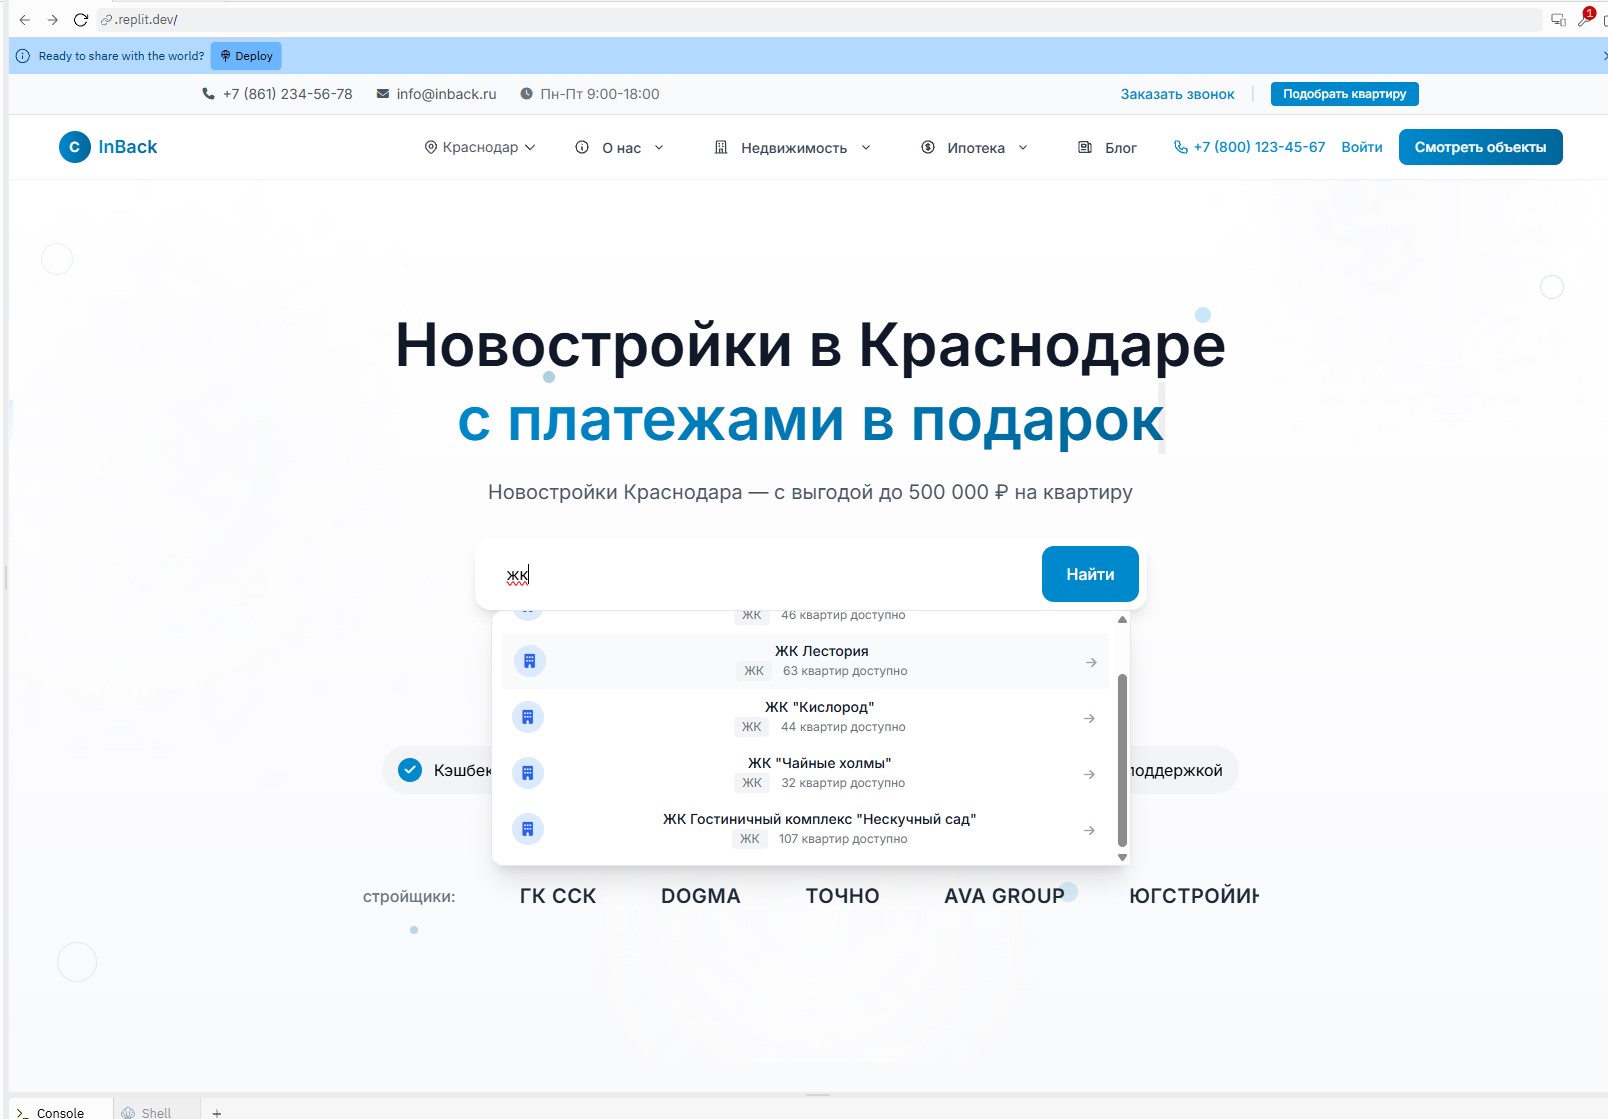 .replit.dev/
1
Ready to share with the world? Deploy
+7 (861) 234-56-78 info@inback.ru Пн-Пт 9:00-18:00 Заказать звонок Подобрать квартиру
C InBack Краснодар О нас Недвижимость Ипотека Блог +7 (800) 123-45-67 Войти Смотреть объекты
Новостройки в Краснодаре
с платежами в подарок
Новостройки Краснодара — с выгодой до 500 000 ₽ на квартиру
жк Найти
ЖК 46 квартир доступно
ЖК Лестория
ЖК 63 квартир доступно
ЖК "Кислород"
ЖК 44 квартир доступно
ЖК "Чайные холмы"
ЖК 32 квартир доступно
ЖК Гостиничный комплекс "Нескучный сад"
ЖК 107 квартир доступно
Кэшбек поддержкой
стройщики: ГК ССК DOGMA ТОЧНО AVA GROUP ЮГСТРОЙИН
Console Shell